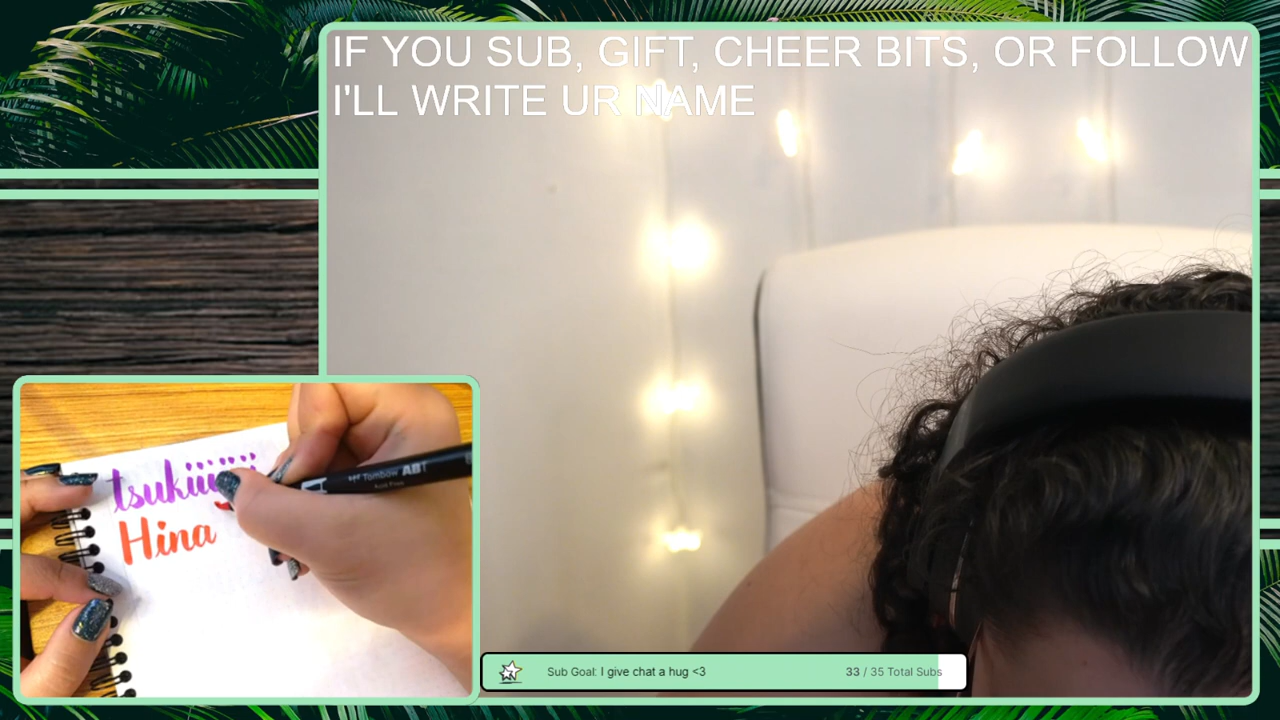 IF YOU SUB, GIFT, CHEER BITS, OR FOLLOW
I'LL WRITE UR NAME
tsukiiiiiii
Hina
Tombow ABT
Sub Goal: I give chat a hug <3
33 / 35 Total Subs